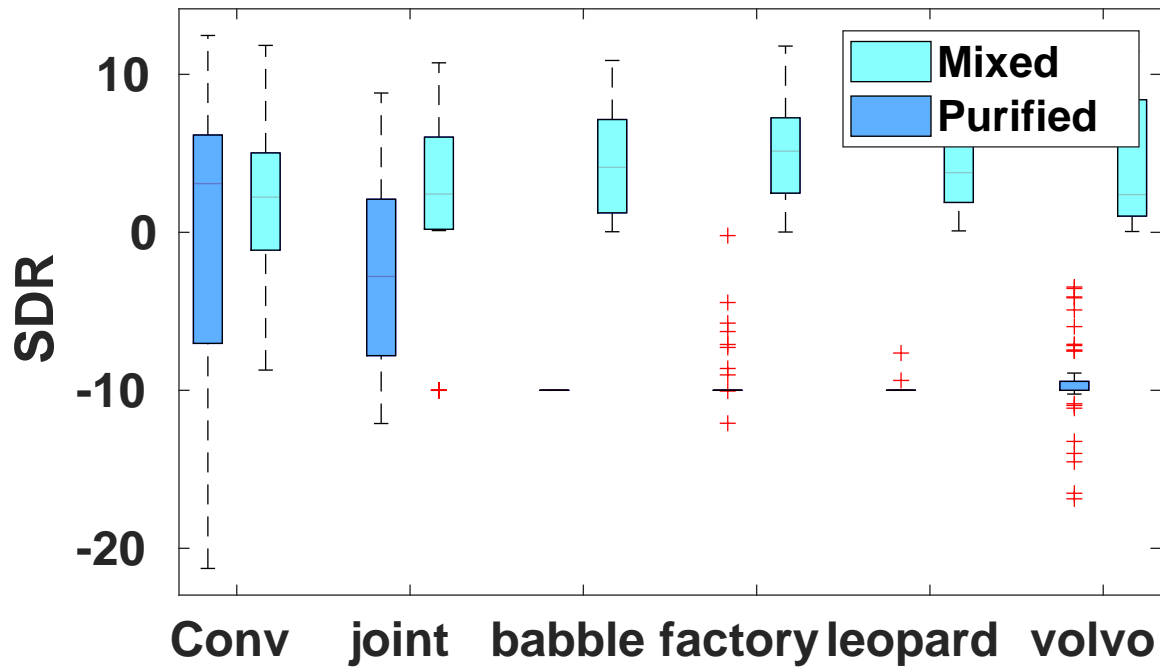 Mixed
Purified
SDR
10
0
-10
-20
Conv joint babble factory leopard volvo